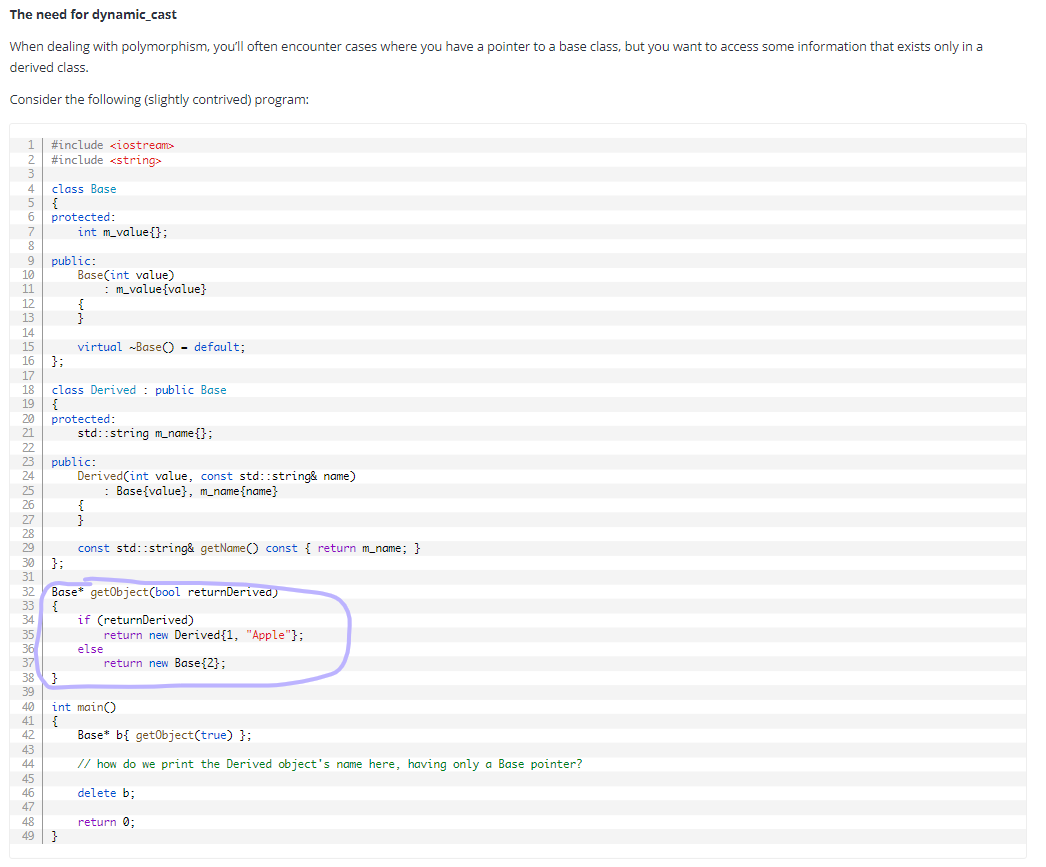 The need for dynamic_cast
When dealing with polymorphism, you'll often encounter cases where you have a pointer to a base class, but you want to access some information that exists only in a
derived class.
Consider the following (slightly contrived) program:
1 #include <iostream>
2 #include <string>
3
4 class Base
5 {
6 protected:
7     int m_value{};
8
9 public:
10     Base(int value)
11         : m_value{value}
12     {
13     }
14
15     virtual ~Base() = default;
16 };
17
18 class Derived : public Base
19 {
20 protected:
21     std::string m_name{};
22
23 public:
24     Derived(int value, const std::string& name)
25         : Base{value}, m_name{name}
26     {
27     }
28
29     const std::string& getName() const { return m_name; }
30 };
31
32 Base* getObject(bool returnDerived)
33 {
34     if (returnDerived)
35         return new Derived{1, "Apple"};
36     else
37         return new Base{2};
38 }
39
40 int main()
41 {
42     Base* b{ getObject(true) };
43
44     // how do we print the Derived object's name here, having only a Base pointer?
45
46     delete b;
47
48     return 0;
49 }